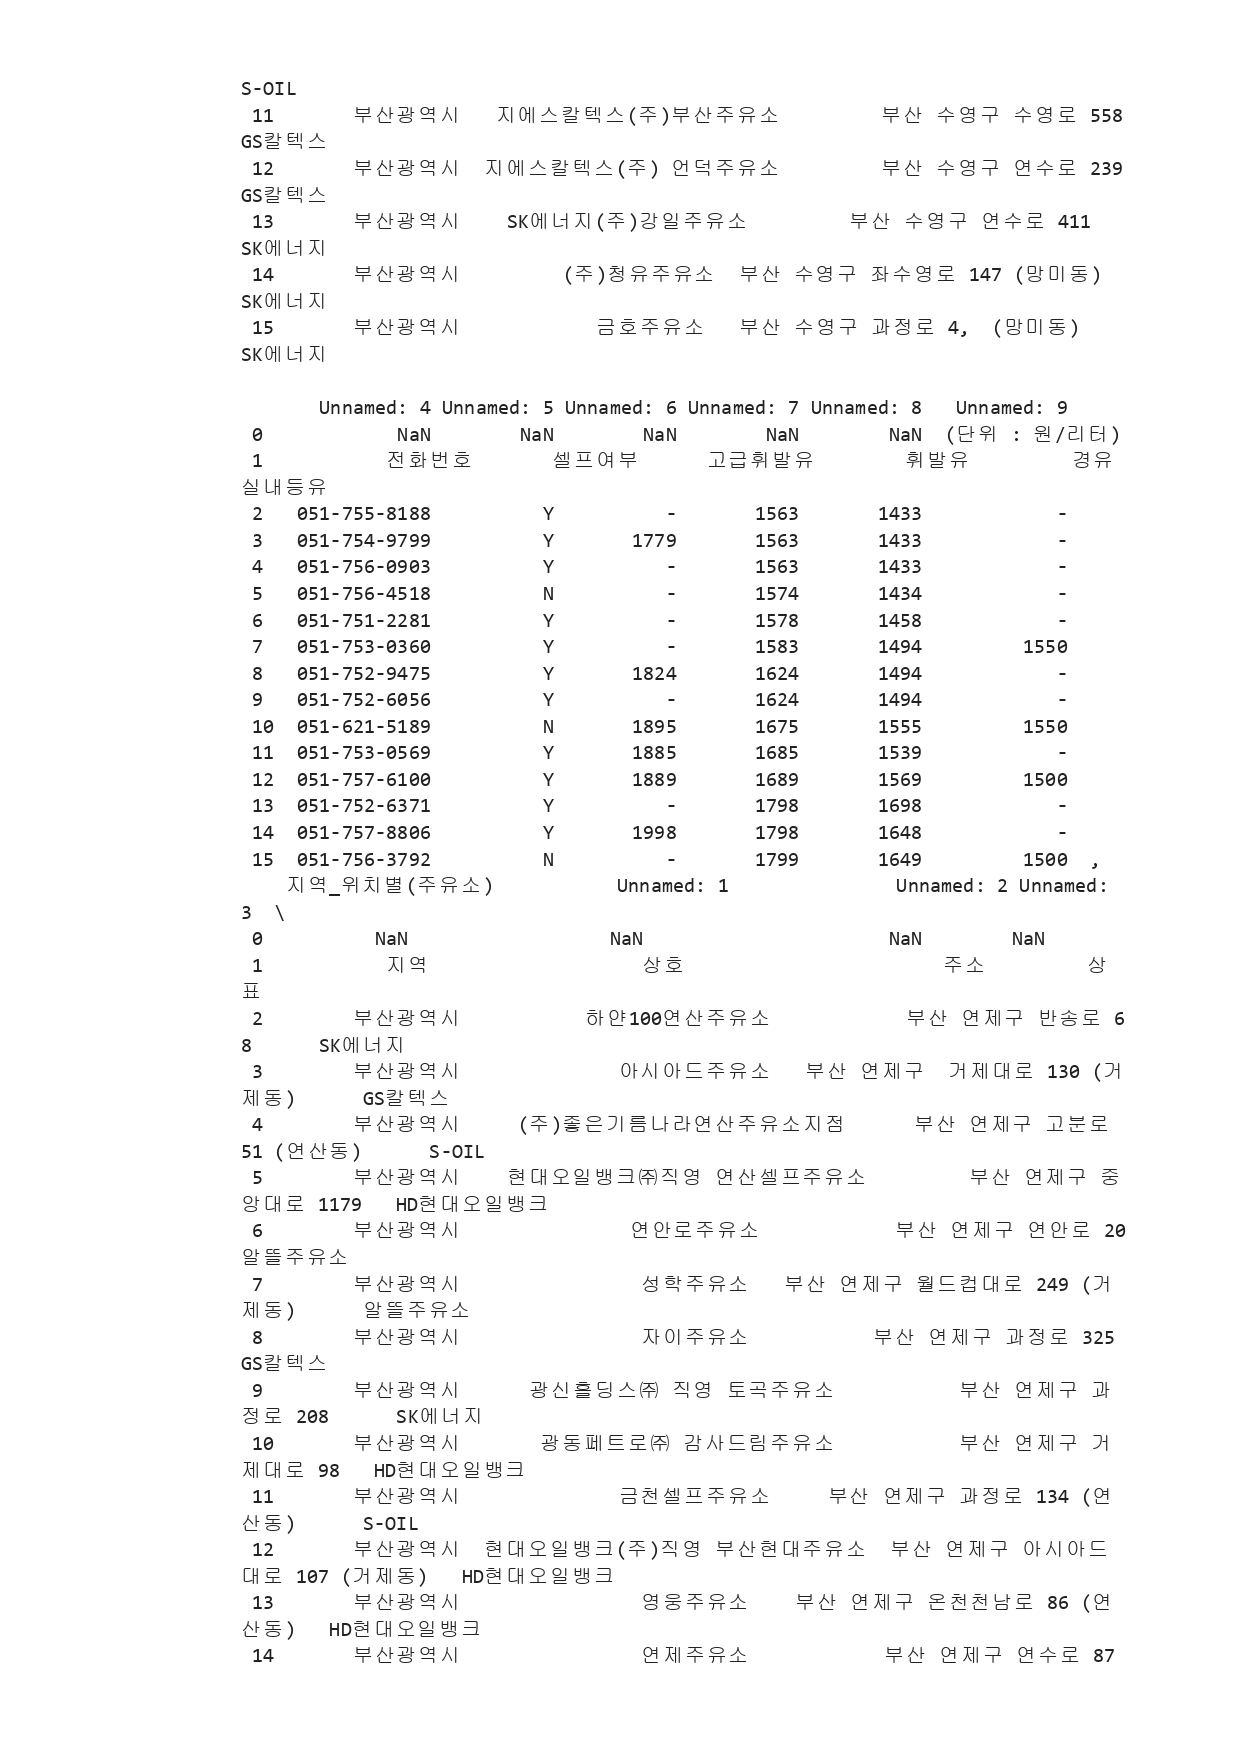 S-OIL
11 부산광역시 지에스칼텍스(주)부산주유소 부산 수영구 수영로 558
GS칼텍스
12 부산광역시 지에스칼텍스(주) 언덕주유소 부산 수영구 연수로 239
GS칼텍스
13 부산광역시 SK에너지(주)강일주유소 부산 수영구 연수로 411
SK에너지
14 부산광역시 (주)청유주유소 부산 수영구 좌수영로 147 (망미동)
SK에너지
15 부산광역시 금호주유소 부산 수영구 과정로 4, (망미동)
SK에너지
Unnamed: 4 Unnamed: 5 Unnamed: 6 Unnamed: 7 Unnamed: 8 Unnamed: 9
0 NaN NaN NaN NaN NaN (단위 : 원/리터)
1 전화번호 셀프여부 고급휘발유 휘발유 경유
실내등유
2 051-755-8188 Y - 1563 1433 -
3 051-754-9799 Y 1779 1563 1433 -
4 051-756-0903 Y - 1563 1433 -
5 051-756-4518 N - 1574 1434 -
6 051-751-2281 Y - 1578 1458 -
7 051-753-0360 Y - 1583 1494 1550
8 051-752-9475 Y 1824 1624 1494 -
9 051-752-6056 Y - 1624 1494 -
10 051-621-5189 N 1895 1675 1555 1550
11 051-753-0569 Y 1885 1685 1539 -
12 051-757-6100 Y 1889 1689 1569 1500
13 051-752-6371 Y - 1798 1698 -
14 051-757-8806 Y 1998 1798 1648 -
15 051-756-3792 N - 1799 1649 1500 ,
지역_위치별(주유소) Unnamed: 1 Unnamed: 2 Unnamed:
3 \
0 NaN NaN NaN NaN
1 지역 상호 주소 상
표
2 부산광역시 하얀100연산주유소 부산 연제구 반송로 6
8 SK에너지
3 부산광역시 아시아드주유소 부산 연제구 거제대로 130 (거
제동) GS칼텍스
4 부산광역시 (주)좋은기름나라연산주유소지점 부산 연제구 고분로
51 (연산동) S-OIL
5 부산광역시 현대오일뱅크㈜직영 연산셀프주유소 부산 연제구 중
앙대로 1179 HD현대오일뱅크
6 부산광역시 연안로주유소 부산 연제구 연안로 20
알뜰주유소
7 부산광역시 성학주유소 부산 연제구 월드컵대로 249 (거
제동) 알뜰주유소
8 부산광역시 자이주유소 부산 연제구 과정로 325
GS칼텍스
9 부산광역시 광신홀딩스㈜ 직영 토곡주유소 부산 연제구 과
정로 208 SK에너지
10 부산광역시 광동페트로㈜ 감사드림주유소 부산 연제구 거
제대로 98 HD현대오일뱅크
11 부산광역시 금천셀프주유소 부산 연제구 과정로 134 (연
산동) S-OIL
12 부산광역시 현대오일뱅크(주)직영 부산현대주유소 부산 연제구 아시아드
대로 107 (거제동) HD현대오일뱅크
13 부산광역시 영웅주유소 부산 연제구 온천천남로 86 (연
산동) HD현대오일뱅크
14 부산광역시 연제주유소 부산 연제구 연수로 87